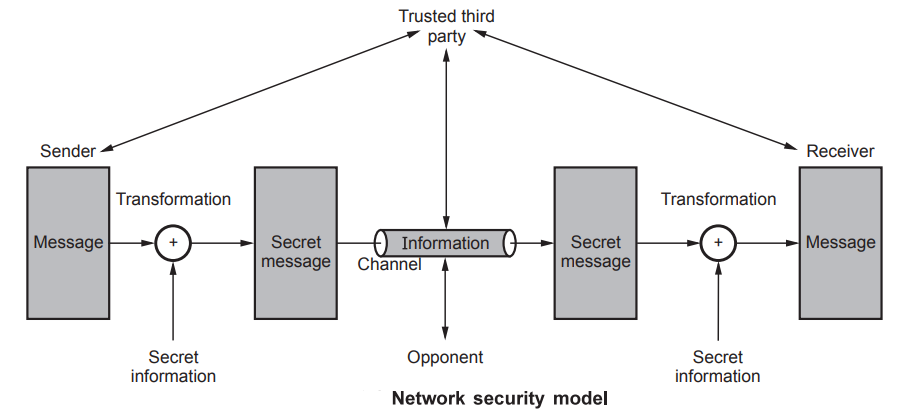 Trusted third
party
Sender
Receiver
Transformation
Transformation
Message
+
Secret
message
Information
Channel
Secret
message
+
Message
Secret
information
Opponent
Secret
information
Network security model